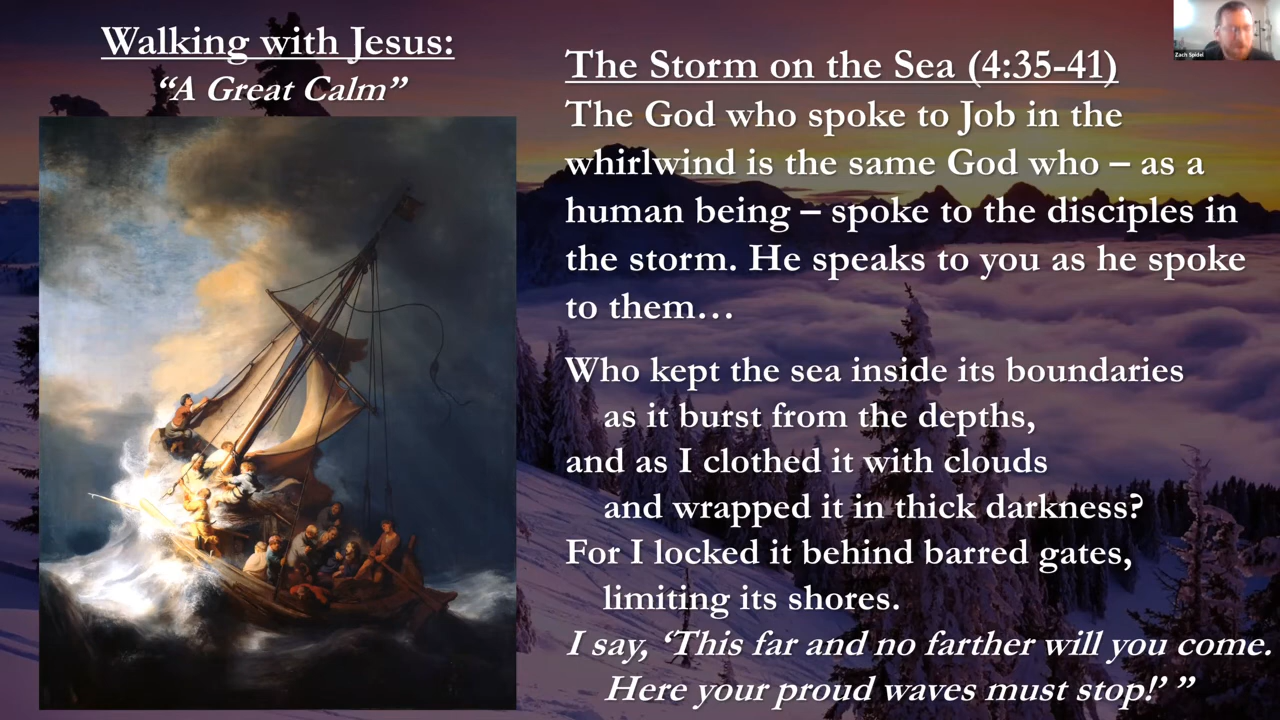 Walking with Jesus:
“A Great Calm”
The Storm on the Sea (4:35-41)
The God who spoke to Job in the
whirlwind is the same God who – as a
human being – spoke to the disciples in
the storm. He speaks to you as he spoke
to them…
Who kept the sea inside its boundaries
as it burst from the depths,
and as I clothed it with clouds
and wrapped it in thick darkness?
For I locked it behind barred gates,
limiting its shores.
I say, ‘This far and no farther will you come.
Here your proud waves must stop!’ ”
Zach Spidel